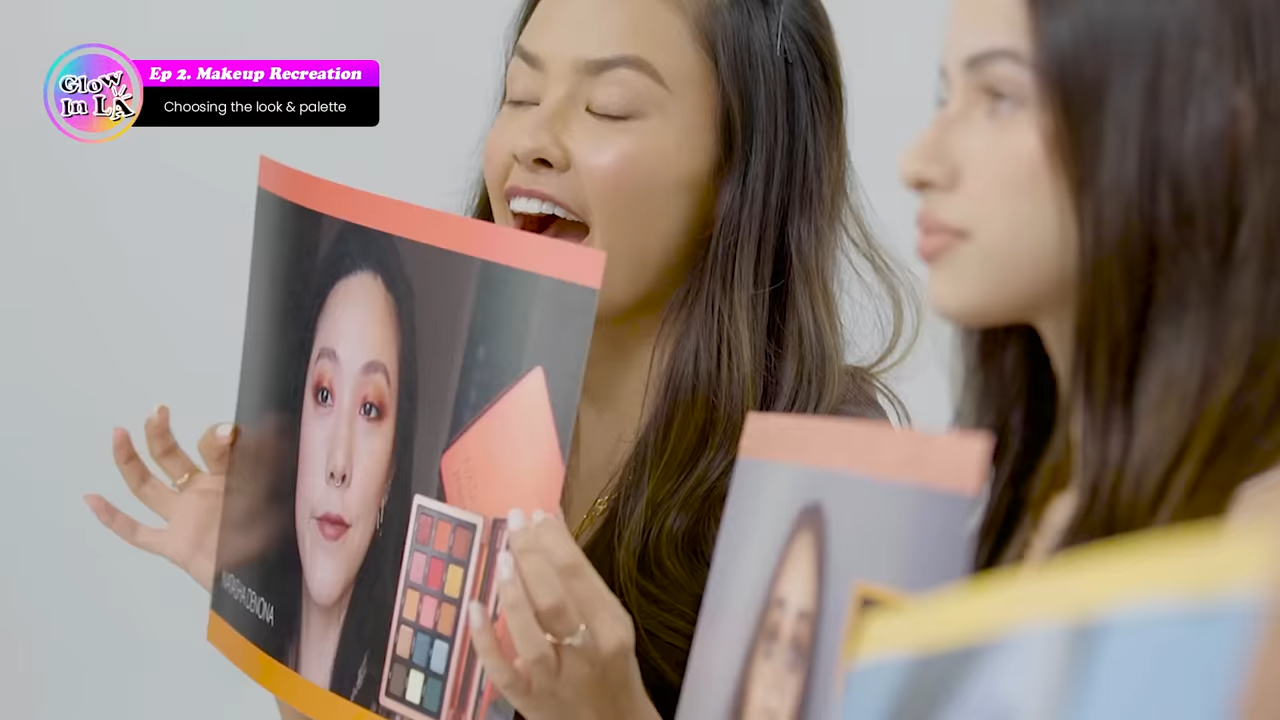 Glow
In LA
Ep 2. Makeup Recreation
Choosing the look & palette
NATASHA DENONA